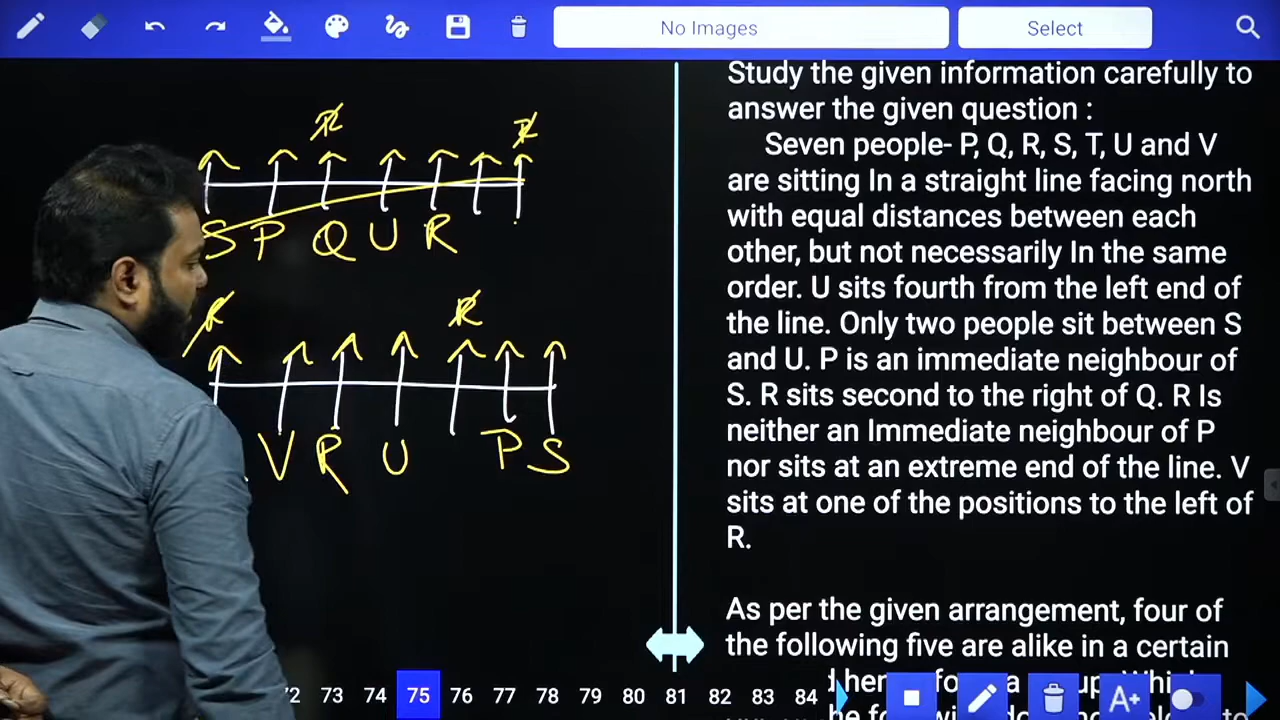 No Images
Select
R
R
S P Q U R
R
R
V R U P S
Study the given information carefully to
answer the given question :
Seven people- P, Q, R, S, T, U and V
are sitting In a straight line facing north
with equal distances between each
other, but not necessarily In the same
order. U sits fourth from the left end of
the line. Only two people sit between S
and U. P is an immediate neighbour of
S. R sits second to the right of Q. R Is
neither an Immediate neighbour of P
nor sits at an extreme end of the line. V
sits at one of the positions to the left of
R.
As per the given arrangement, four of
the following five are alike in a certain
73 74 75 76 77 78 79 80 81 82 83 84
A+